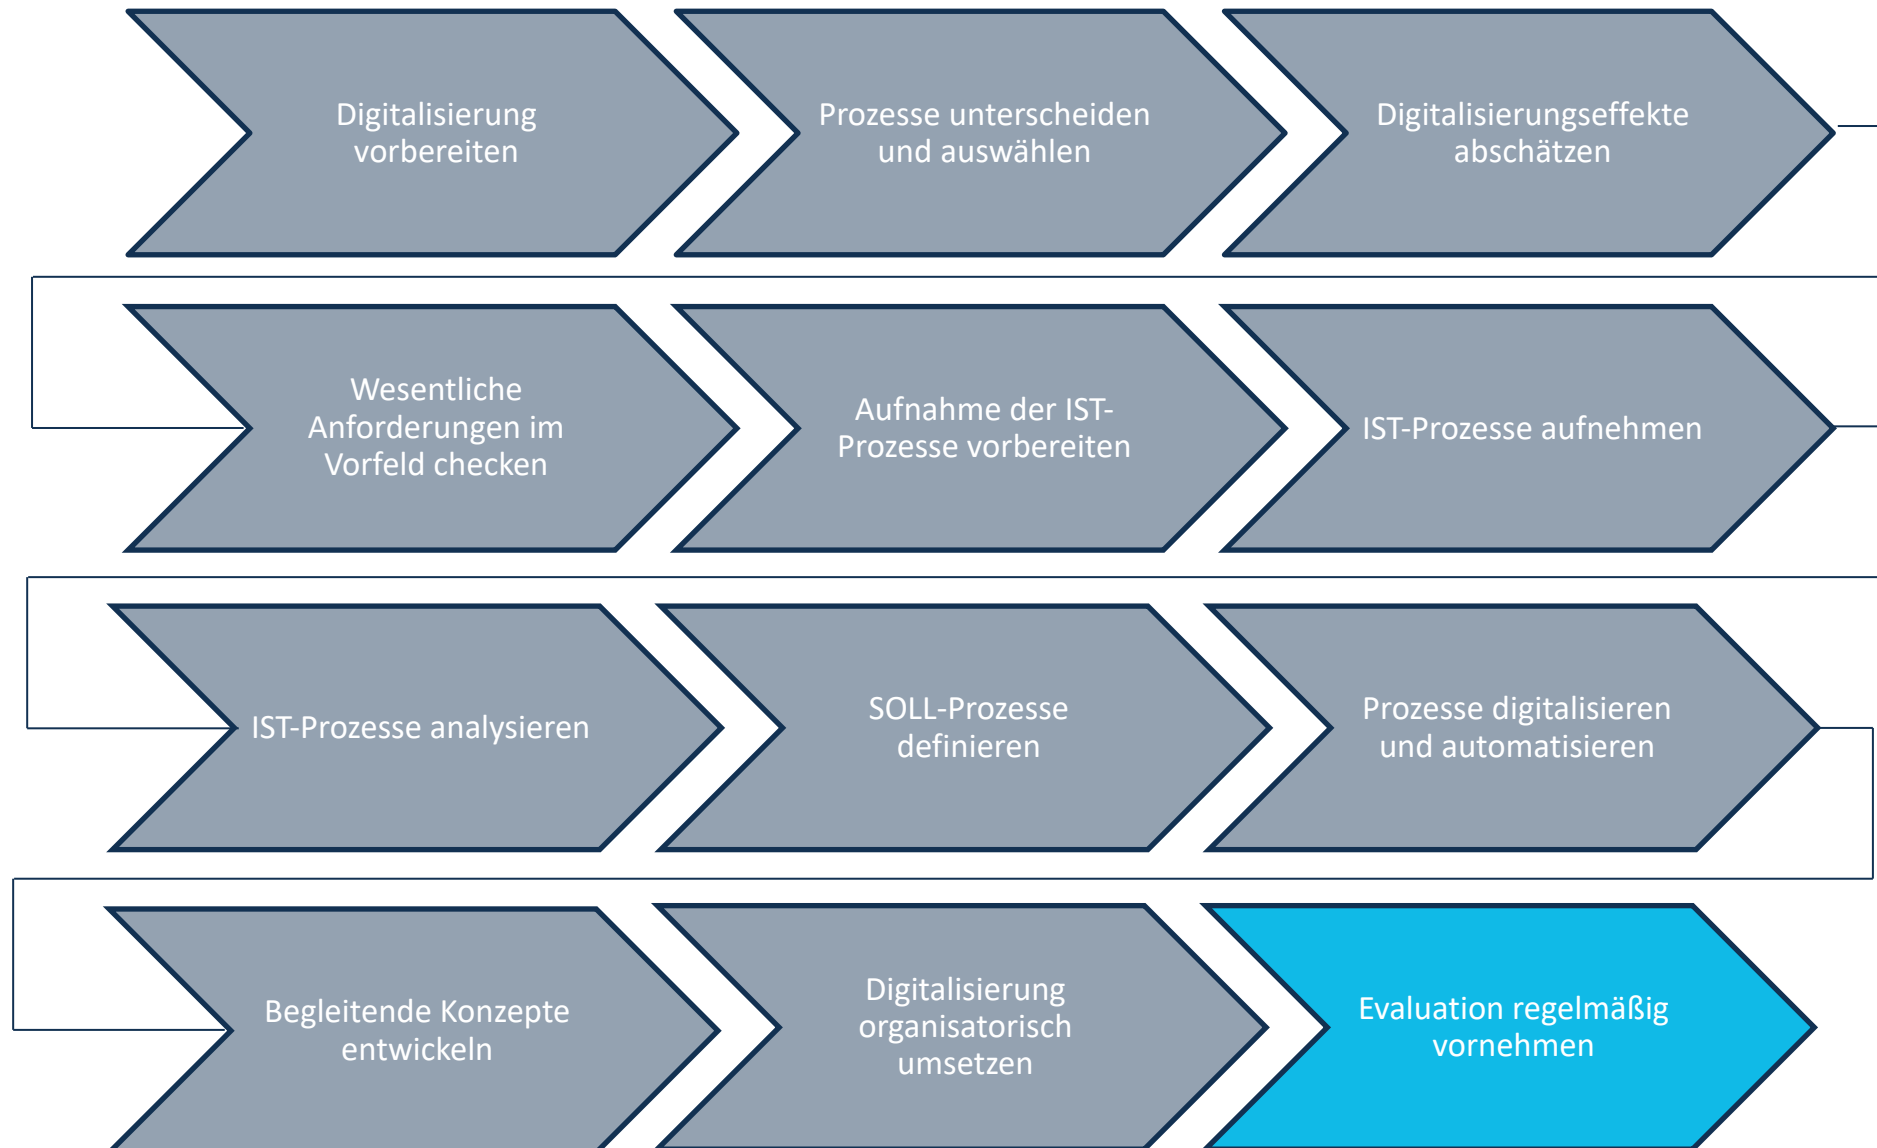 Digitalisierung
vorbereiten
Prozesse unterscheiden
und auswählen
Digitalisierungseffekte
abschätzen
Wesentliche
Anforderungen im
Vorfeld checken
Aufnahme der IST-
Prozesse vorbereiten
IST-Prozesse aufnehmen
IST-Prozesse analysieren
SOLL-Prozesse
definieren
Prozesse digitalisieren
und automatisieren
Begleitende Konzepte
entwickeln
Digitalisierung
organisatorisch
umsetzen
Evaluation regelmäßig
vornehmen